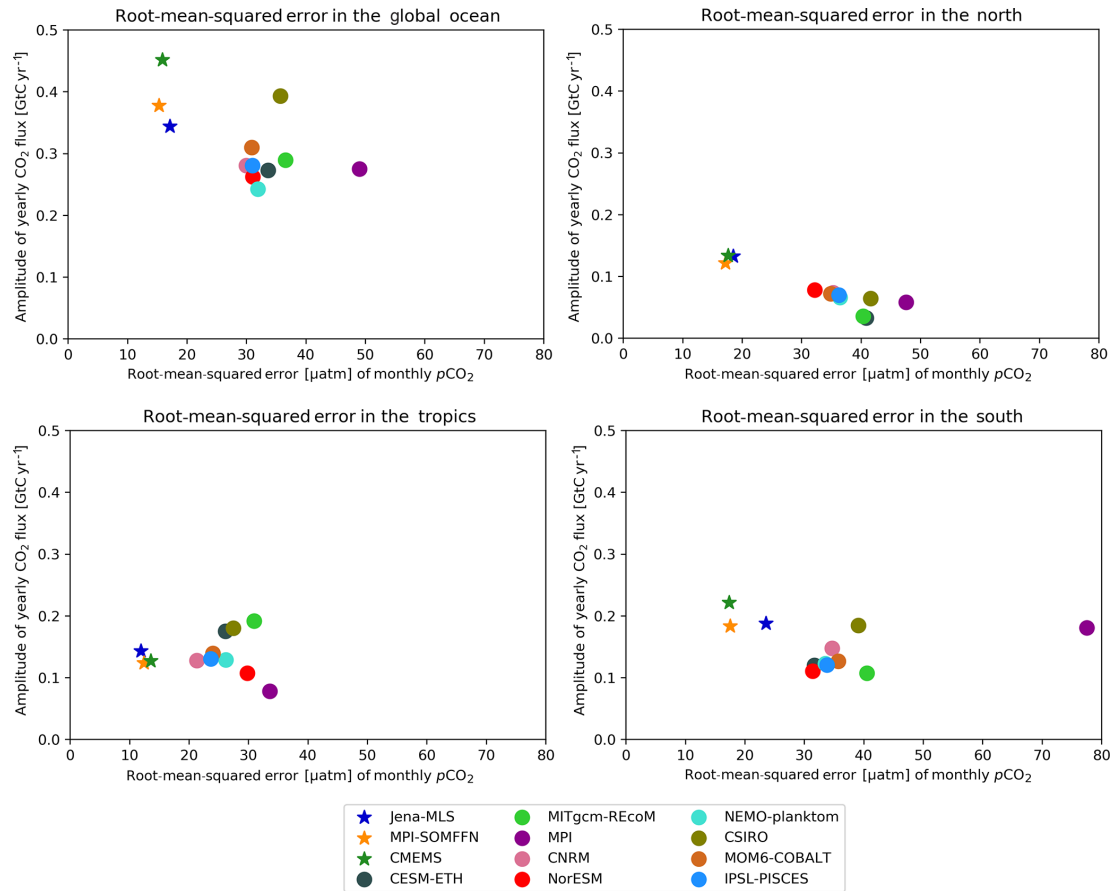 Root-mean-squared error in the global ocean
Amplitude of yearly CO₂ flux [GtC yr⁻¹]
0.5
0.4
0.3
0.2
0.1
0.0
0 10 20 30 40 50 60 70 80
Root-mean-squared error [µatm] of monthly pCO₂
Root-mean-squared error in the north
Amplitude of yearly CO₂ flux [GtC yr⁻¹]
0.5
0.4
0.3
0.2
0.1
0.0
0 10 20 30 40 50 60 70 80
Root-mean-squared error [µatm] of monthly pCO₂
Root-mean-squared error in the tropics
Amplitude of yearly CO₂ flux [GtC yr⁻¹]
0.5
0.4
0.3
0.2
0.1
0.0
0 10 20 30 40 50 60 70 80
Root-mean-squared error [µatm] of monthly pCO₂
Root-mean-squared error in the south
Amplitude of yearly CO₂ flux [GtC yr⁻¹]
0.5
0.4
0.3
0.2
0.1
0.0
0 10 20 30 40 50 60 70 80
Root-mean-squared error [µatm] of monthly pCO₂
Jena-MLS
MPI-SOMFFN
CMEMS
CESM-ETH
MITgcm-REcoM
MPI
CNRM
NorESM
NEMO-planktom
CSIRO
MOM6-COBALT
IPSL-PISCES